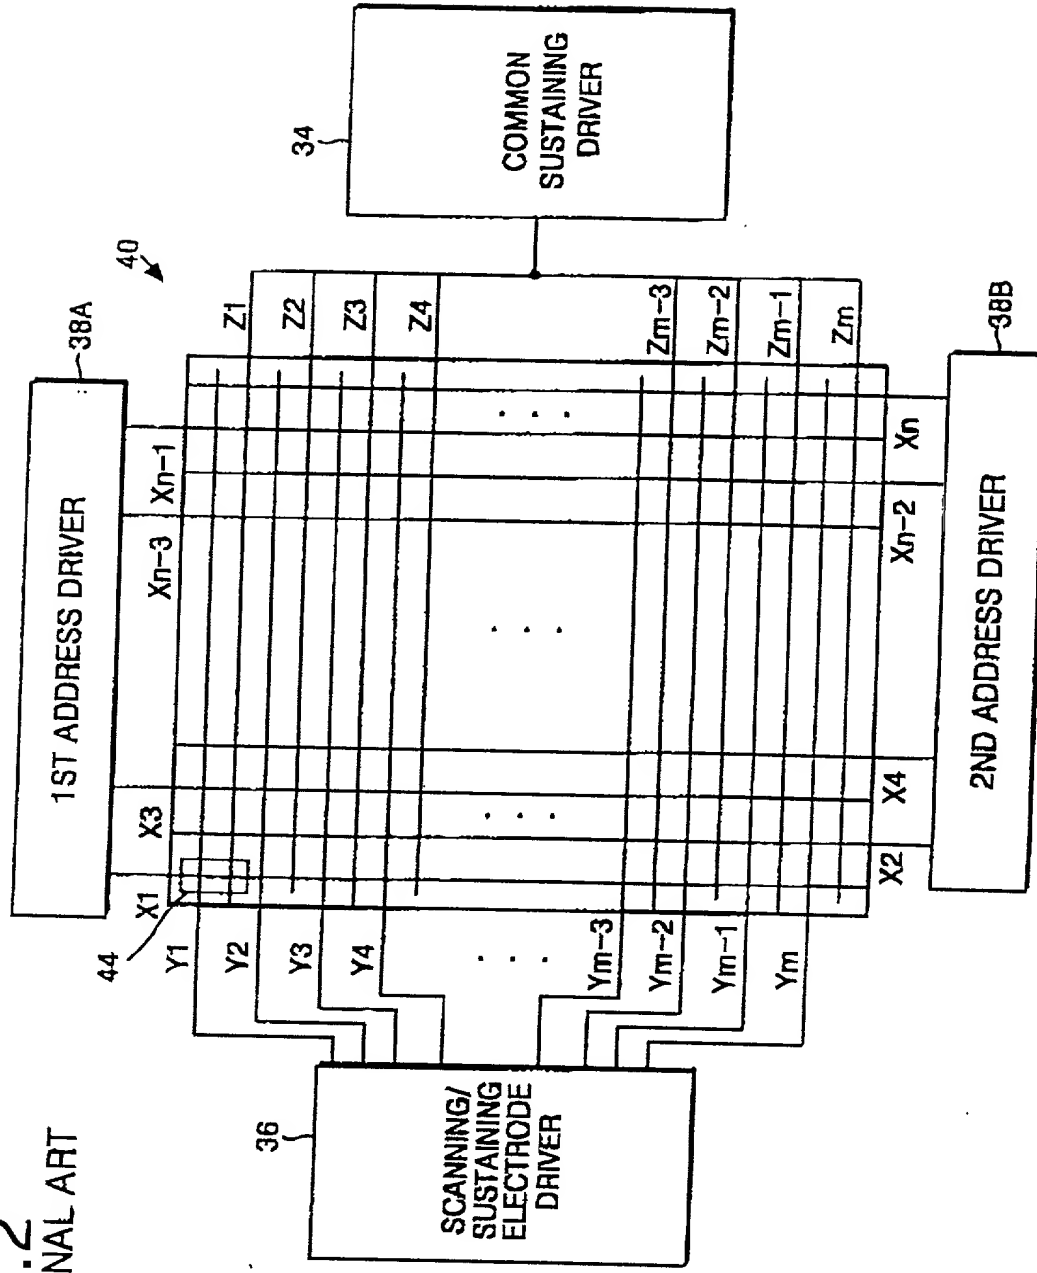 .2
NAL ART
1ST ADDRESS DRIVER
38A
40
34
COMMON
SUSTAINING
DRIVER
X1
X3
Xn-3
Xn-1
44
Y1
Y2
Y3
Y4
Ym-3
Ym-2
Ym-1
Ym
Z1
Z2
Z3
Z4
Zm-3
Zm-2
Zm-1
Zm
36
SCANNING/
SUSTAINING
ELECTRODE
DRIVER
X2
X4
Xn-2
Xn
38B
2ND ADDRESS DRIVER